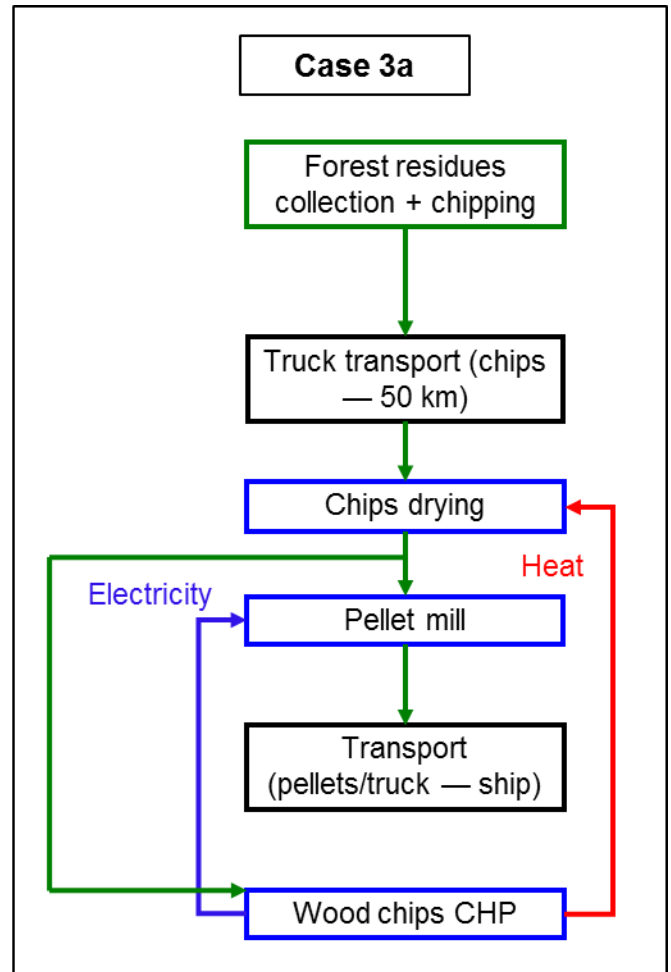 Case 3a
Forest residues
collection + chipping
Truck transport (chips
— 50 km)
Chips drying
Heat
Electricity
Pellet mill
Transport
(pellets/truck — ship)
Wood chips CHP